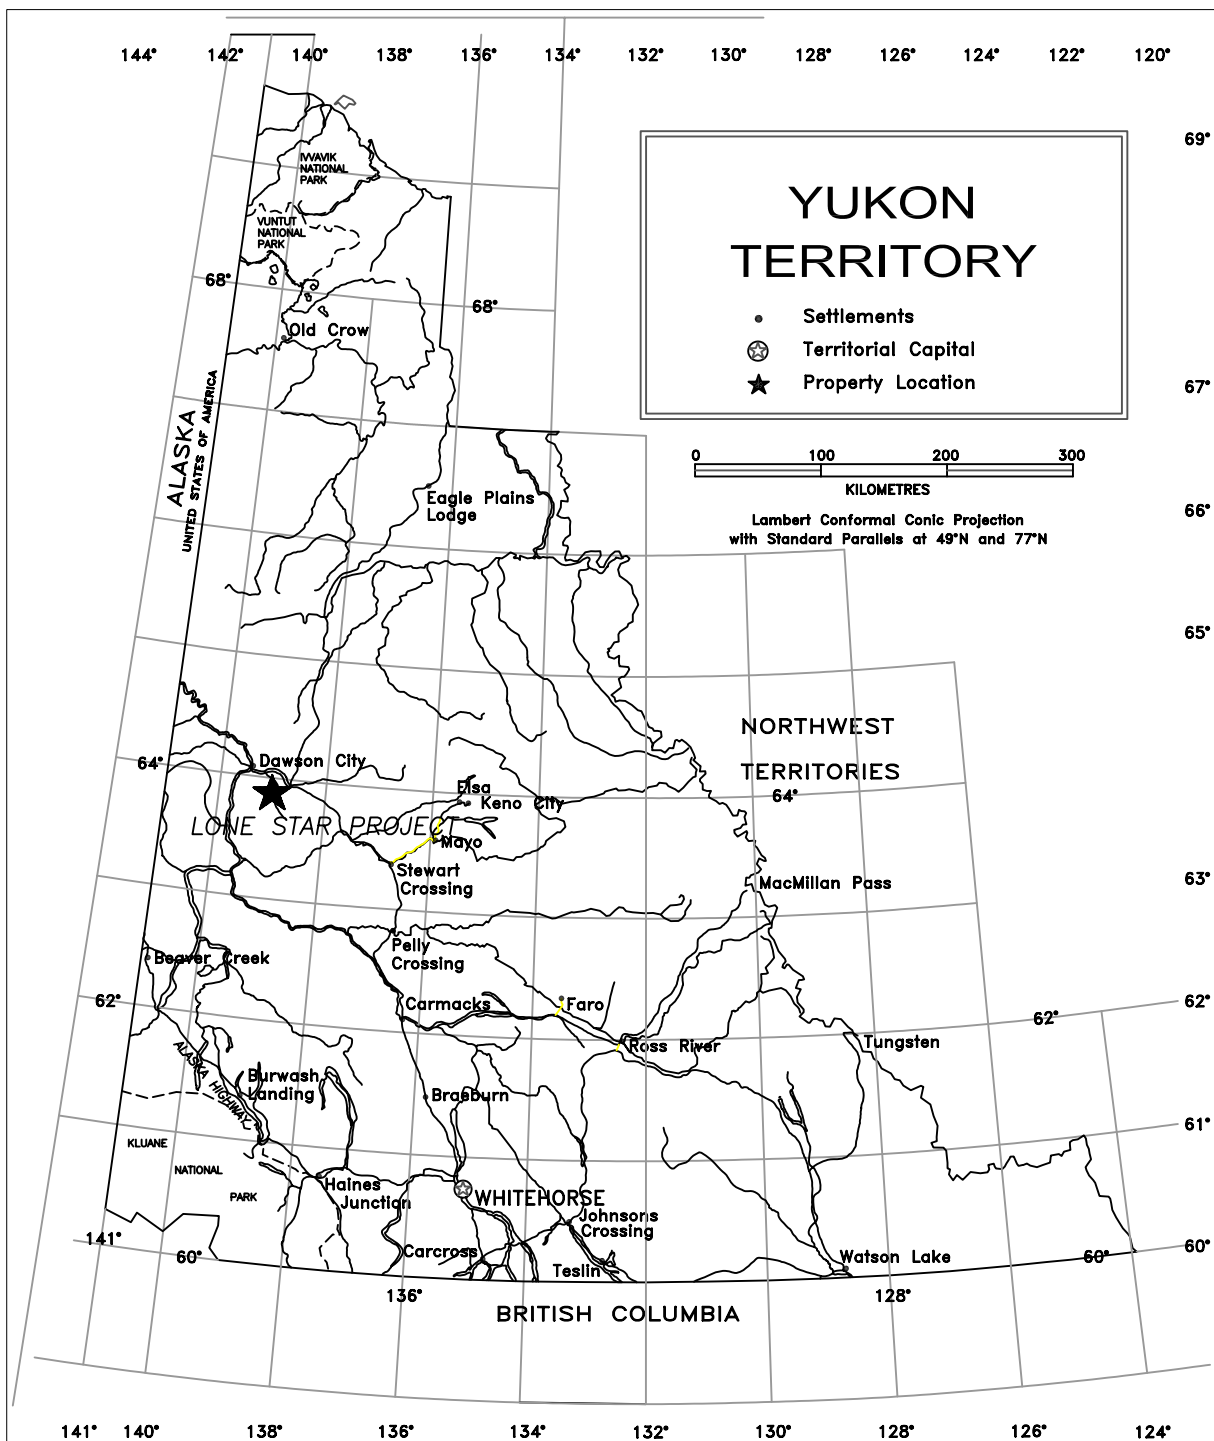 144° 142° 140° 138° 136° 134° 132° 130° 128° 126° 124° 122° 120°
69°
IVVAVIK
NATIONAL
PARK
YUKON
TERRITORY
VUNTUT
NATIONAL
PARK
68°
68°
Settlements
Old Crow
Territorial Capital
Property Location
67°
ALASKA
UNITED STATES OF AMERICA
0 100 200 300
KILOMETRES
Eagle Plains
Lodge
66°
Lambert Conformal Conic Projection
with Standard Parallels at 49°N and 77°N
65°
NORTHWEST
TERRITORIES
64°
Dawson City
64°
Elsa
Keno City
LONE STAR PROJECT
Mayo
Stewart
Crossing
MacMillan Pass
63°
Pelly
Crossing
Beaver Creek
62°
Carmacks
Faro
62°
62°
Ross River
Tungsten
ALASKA HIGHWAY
Burwash
Landing
Braeburn
61°
KLUANE
NATIONAL
PARK
Haines
Junction
WHITEHORSE
Johnsons
Crossing
141°
60°
Carcross
Teslin
Watson Lake
60°
60°
136°
128°
BRITISH COLUMBIA
141° 140° 138° 136° 134° 132° 130° 128° 126° 124°